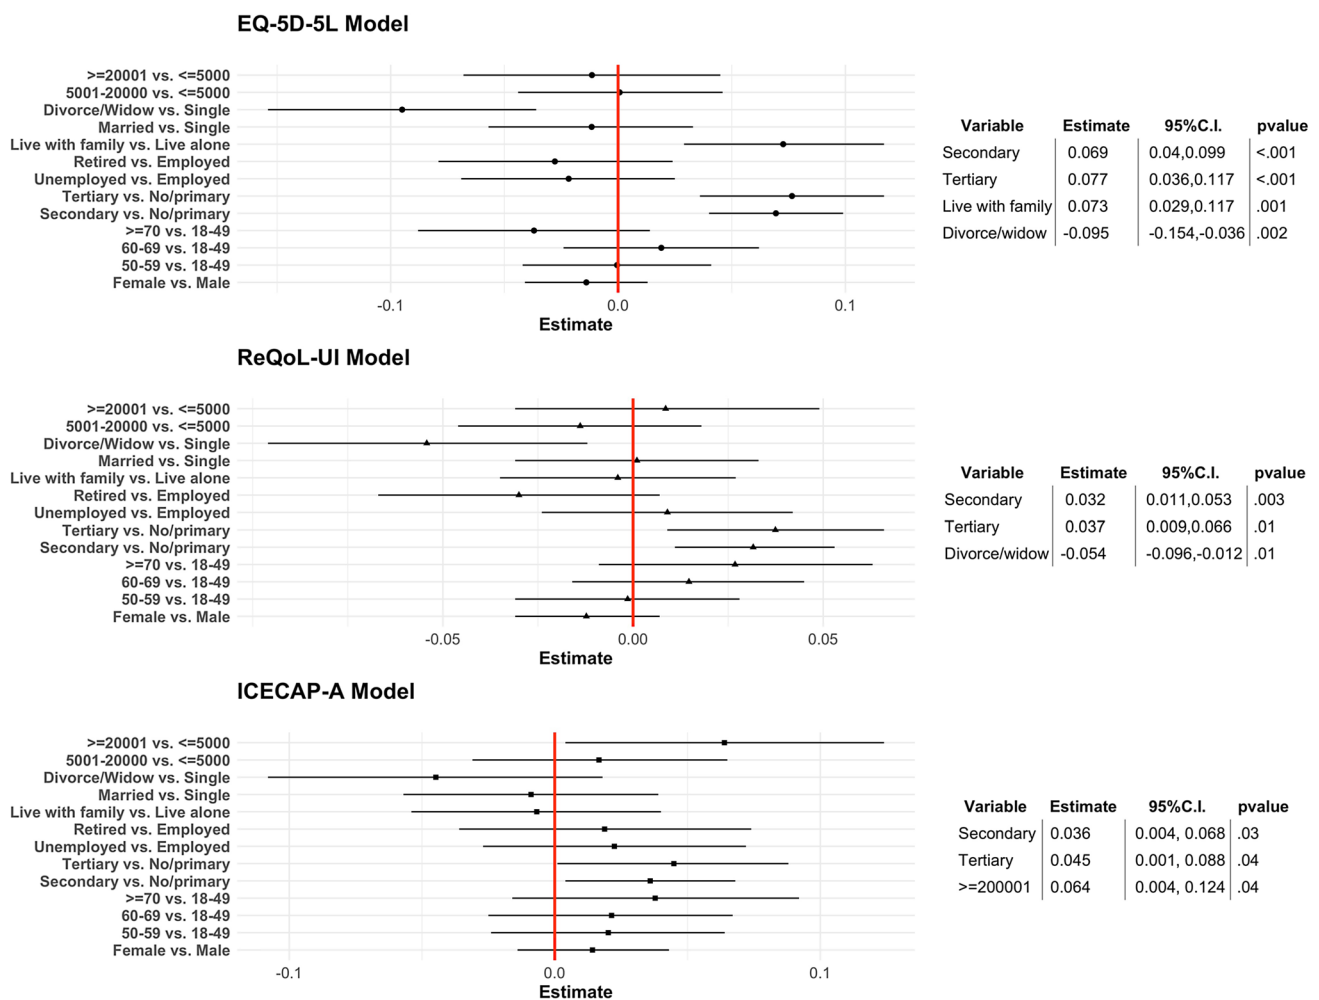 EQ-5D-5L Model
>=20001 vs. <=5000
5001-20000 vs. <=5000
Divorce/Widow vs. Single
Married vs. Single
Live with family vs. Live alone
Retired vs. Employed
Unemployed vs. Employed
Tertiary vs. No/primary
Secondary vs. No/primary
>=70 vs. 18-49
60-69 vs. 18-49
50-59 vs. 18-49
Female vs. Male
-0.1 0.0 0.1
Estimate
Variable Estimate 95%C.I. pvalue
Secondary 0.069 0.04,0.099 <.001
Tertiary 0.077 0.036,0.117 <.001
Live with family 0.073 0.029,0.117 .001
Divorce/widow -0.095 -0.154,-0.036 .002
ReQoL-UI Model
>=20001 vs. <=5000
5001-20000 vs. <=5000
Divorce/Widow vs. Single
Married vs. Single
Live with family vs. Live alone
Retired vs. Employed
Unemployed vs. Employed
Tertiary vs. No/primary
Secondary vs. No/primary
>=70 vs. 18-49
60-69 vs. 18-49
50-59 vs. 18-49
Female vs. Male
-0.05 0.00 0.05
Estimate
Variable Estimate 95%C.I. pvalue
Secondary 0.032 0.011,0.053 .003
Tertiary 0.037 0.009,0.066 .01
Divorce/widow -0.054 -0.096,-0.012 .01
ICECAP-A Model
>=20001 vs. <=5000
5001-20000 vs. <=5000
Divorce/Widow vs. Single
Married vs. Single
Live with family vs. Live alone
Retired vs. Employed
Unemployed vs. Employed
Tertiary vs. No/primary
Secondary vs. No/primary
>=70 vs. 18-49
60-69 vs. 18-49
50-59 vs. 18-49
Female vs. Male
-0.1 0.0 0.1
Estimate
Variable Estimate 95%C.I. pvalue
Secondary 0.036 0.004, 0.068 .03
Tertiary 0.045 0.001, 0.088 .04
>=200001 0.064 0.004, 0.124 .04